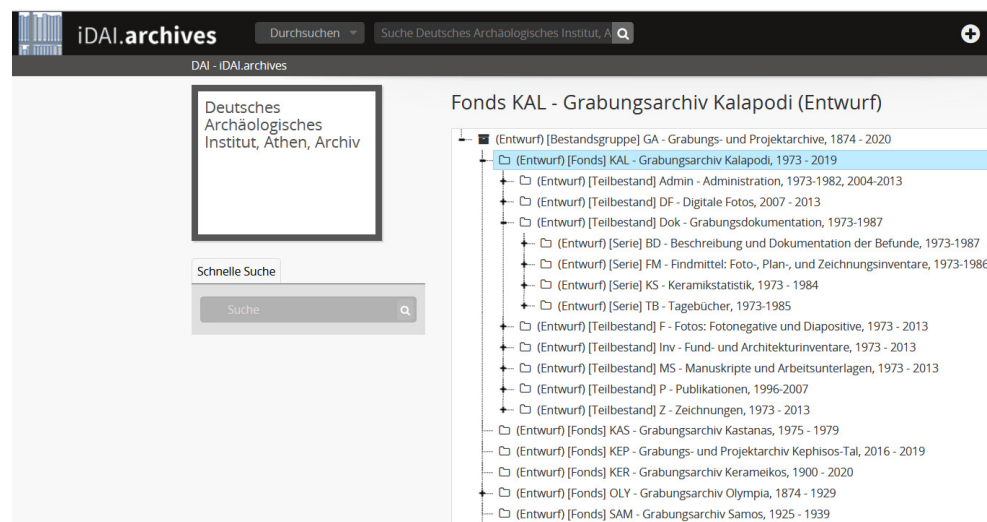 iDAI.archives
Durchsuchen
Suche Deutsches Archäologisches Institut, A
DAI - iDAI.archives
Deutsches
Archäologisches
Institut, Athen, Archiv
Schnelle Suche
Suche
Fonds KAL - Grabungsarchiv Kalapodi (Entwurf)
(Entwurf) [Bestandsgruppe] GA - Grabungs- und Projektarchive, 1874 - 2020
(Entwurf) [Fonds] KAL - Grabungsarchiv Kalapodi, 1973 - 2019
(Entwurf) [Teilbestand] Admin - Administration, 1973-1982, 2004-2013
(Entwurf) [Teilbestand] DF - Digitale Fotos, 2007 - 2013
(Entwurf) [Teilbestand] Dok - Grabungsdokumentation, 1973-1987
(Entwurf) [Serie] BD - Beschreibung und Dokumentation der Befunde, 1973-1987
(Entwurf) [Serie] FM - Findmittel: Foto-, Plan-, und Zeichnungsinventare, 1973-1986
(Entwurf) [Serie] KS - Keramikstatistik, 1973 - 1984
(Entwurf) [Serie] TB - Tagebücher, 1973-1985
(Entwurf) [Teilbestand] F - Fotos: Fotonegative und Diapositive, 1973 - 2013
(Entwurf) [Teilbestand] Inv - Fund- und Architekturinventare, 1973 - 2013
(Entwurf) [Teilbestand] MS - Manuskripte und Arbeitsunterlagen, 1973 - 2013
(Entwurf) [Teilbestand] P - Publikationen, 1996-2007
(Entwurf) [Teilbestand] Z - Zeichnungen, 1973 - 2013
(Entwurf) [Fonds] KAS - Grabungsarchiv Kastanas, 1975 - 1979
(Entwurf) [Fonds] KEP - Grabungs- und Projektarchiv Kephisos-Tal, 2016 - 2019
(Entwurf) [Fonds] KER - Grabungsarchiv Kerameikos, 1900 - 2020
(Entwurf) [Fonds] OLY - Grabungsarchiv Olympia, 1874 - 1929
(Entwurf) [Fonds] SAM - Grabungsarchiv Samos, 1925 - 1939